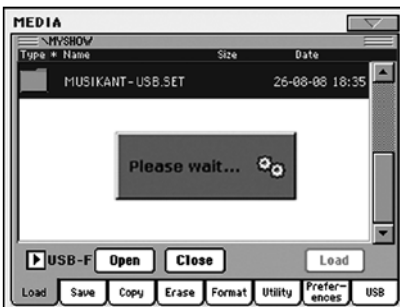 MEDIA
\MYSHOW
Type * Name Size Date
MUSIKANT-USB.SET 26-08-08 18:35
Please wait...
USB-F Open Close Load
Load Save Copy Erase Format Utility Prefer-
ences USB